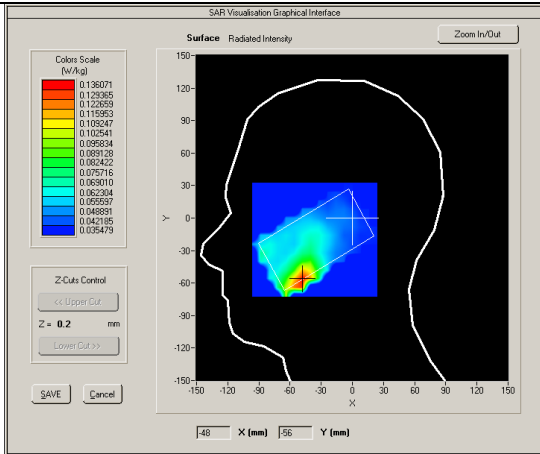 SAR Visualisation Graphical Interface
Surface Radiated Intensity
Zoom In/Out
Colors Scale
(W/kg)
0.136071
0.129365
0.122659
0.115953
0.109247
0.102541
0.095834
0.089128
0.082422
0.075716
0.069010
0.062304
0.055597
0.048891
0.042185
0.035479
Z-Cuts Control
<< Upper Cut
Z = 0.2 mm
Lower Cut >>
SAVE
Cancel
150
120
90
60
30
0
-30
-60
-90
-120
-150
Y
-150 -120 -90 -60 -30 0 30 60 90 120 150
X
-48 X (mm) -56 Y (mm)